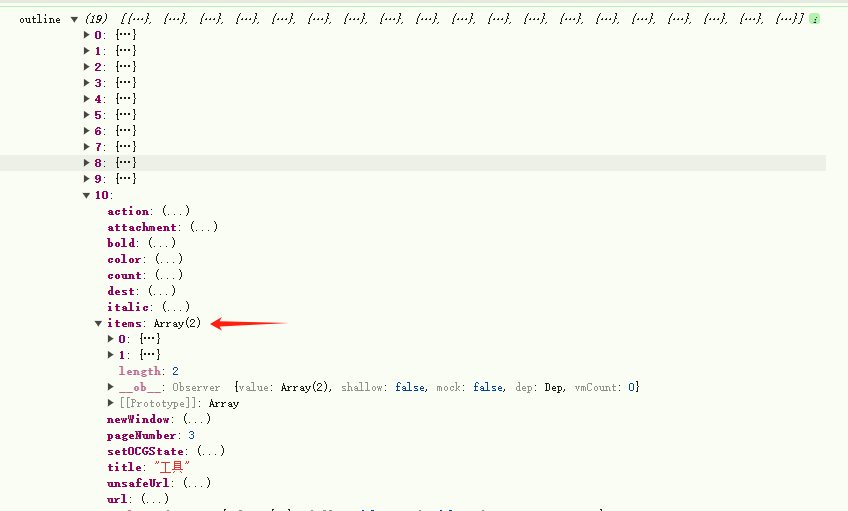 outline ▼ (19) [{…}, {…}, {…}, {…}, {…}, {…}, {…}, {…}, {…}, {…}, {…}, {…}, {…}, {…}, {…}, {…}, {…}, {…}, {…}] i
▶ 0: {…}
▶ 1: {…}
▶ 2: {…}
▶ 3: {…}
▶ 4: {…}
▶ 5: {…}
▶ 6: {…}
▶ 7: {…}
▶ 8: {…}
▶ 9: {…}
▼ 10:
action: (...)
attachment: (...)
bold: (...)
color: (...)
count: (...)
dest: (...)
italic: (...)
▼ items: Array(2)
▶ 0: {…}
▶ 1: {…}
length: 2
▶ __ob__: Observer {value: Array(2), shallow: false, mock: false, dep: Dep, vmCount: 0}
▶ [[Prototype]]: Array
newWindow: (...)
pageNumber: 3
setOCGState: (...)
title: "工具"
unsafeUrl: (...)
url: (...)